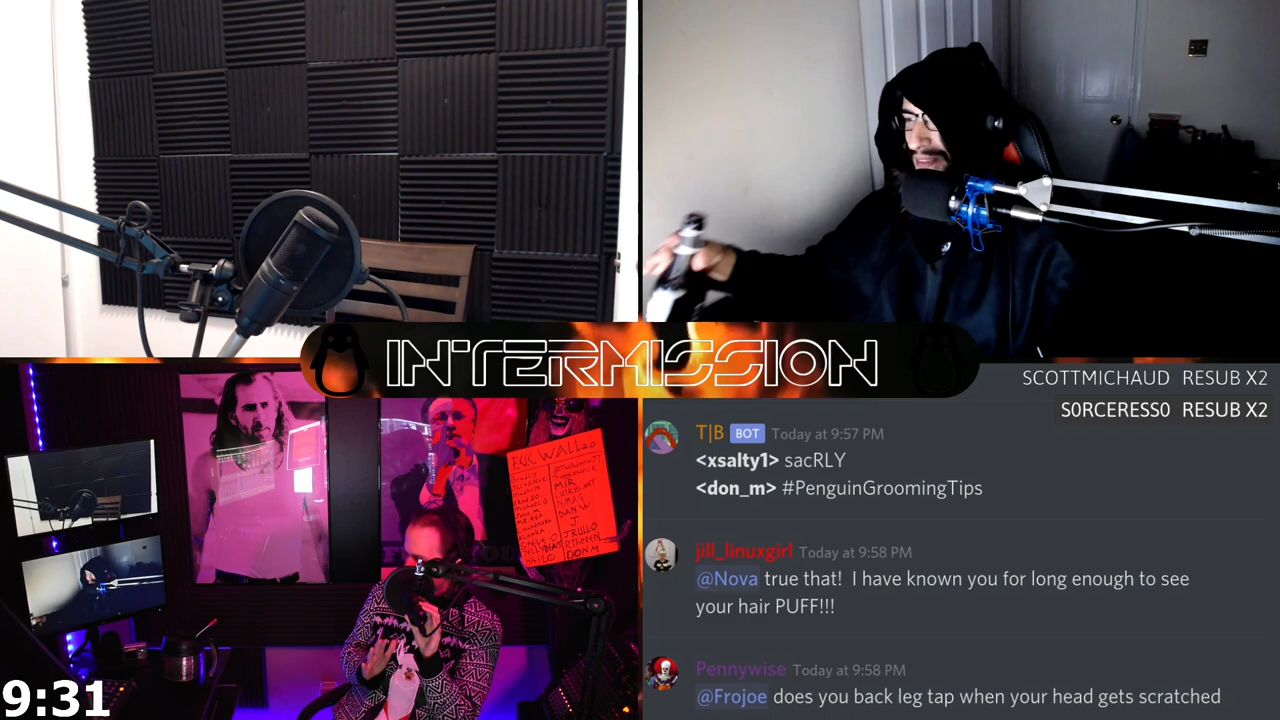 INTERMISSION
SCOTTMICHAUD RESUB X2
S0RCERESS0 RESUB X2
T|B BOT Today at 9:57 PM
<xsalty1> sacRLY
<don_m> #PenguinGroomingTips
jill_linuxgirl Today at 9:58 PM
@Nova true that! I have known you for long enough to see
your hair PUFF!!!
Pennywise Today at 9:58 PM
@Frojoe does you back leg tap when your head gets scratched
WALL
DON M
9:31